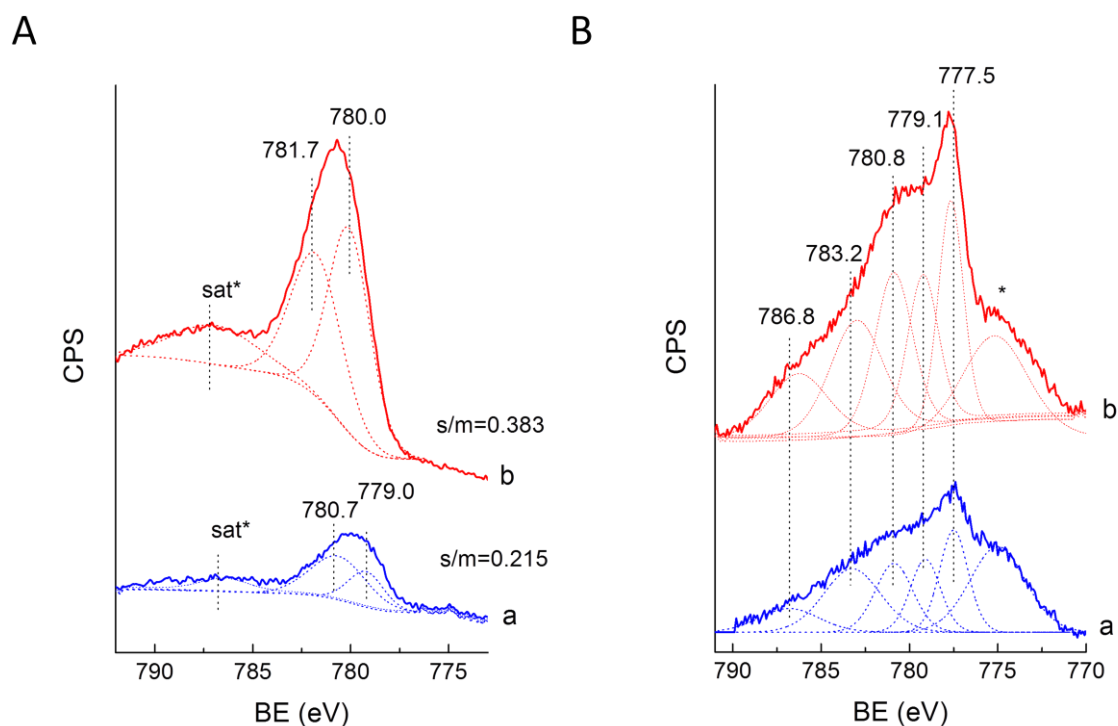 A
B
777.5
780.0
779.1
781.7
780.8
783.2
sat*
*
786.8
CPS
CPS
s/m=0.383
b
b
779.0
780.7
sat*
s/m=0.215
a
a
790 785 780 775
790 785 780 775 770
BE (eV)
BE (eV)